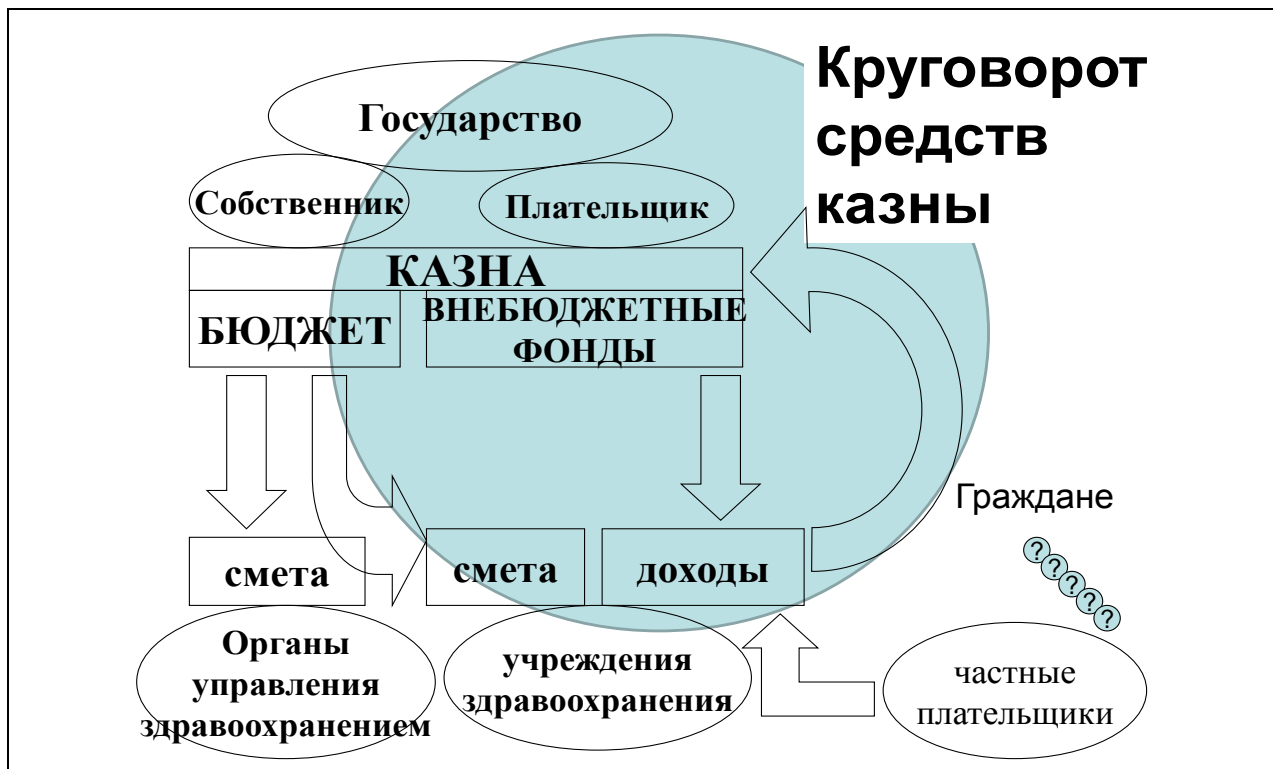 Круговорот
средств
казны
Государство
Собственник
Плательщик
КАЗНА
БЮДЖЕТ
ВНЕБЮДЖЕТНЫЕ
ФОНДЫ
Граждане
?
?
?
?
?
смета
смета
доходы
Органы
управления
здравоохранением
учреждения
здравоохранения
частные
плательщики